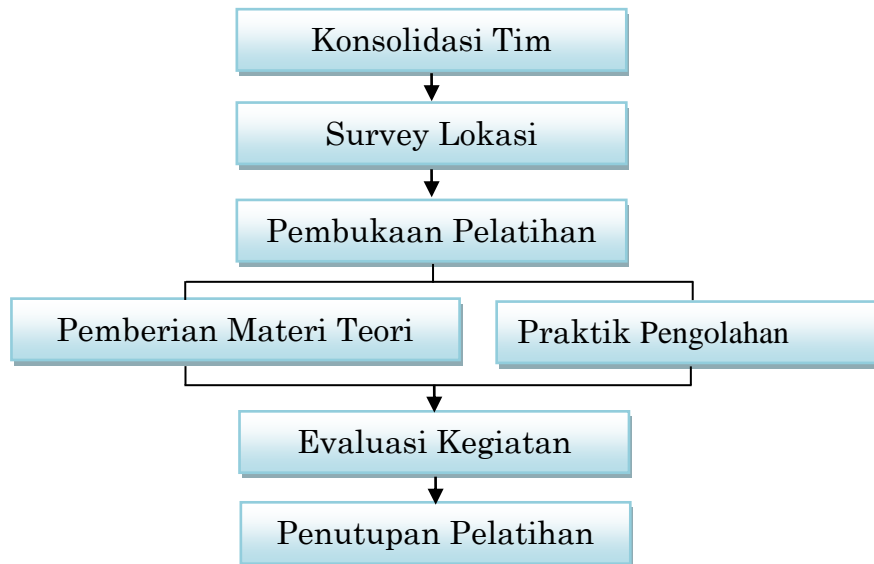 Konsolidasi Tim
Survey Lokasi
Pembukaan Pelatihan
Pemberian Materi Teori
Praktik Pengolahan
Evaluasi Kegiatan
Penutupan Pelatihan